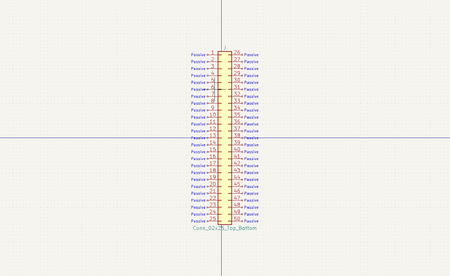 J
Passive 1 26 Passive
Passive 2 27 Passive
Passive 3 28 Passive
Passive 4 29 Passive
Passive 5 30 Passive
Passive 6 31 Passive
Passive 7 32 Passive
Passive 8 33 Passive
Passive 9 34 Passive
Passive 10 35 Passive
Passive 11 36 Passive
Passive 12 37 Passive
Passive 13 38 Passive
Passive 14 39 Passive
Passive 15 40 Passive
Passive 16 41 Passive
Passive 17 42 Passive
Passive 18 43 Passive
Passive 19 44 Passive
Passive 20 45 Passive
Passive 21 46 Passive
Passive 22 47 Passive
Passive 23 48 Passive
Passive 24 49 Passive
Passive 25 50 Passive
Conn_02x25_Top_Bottom